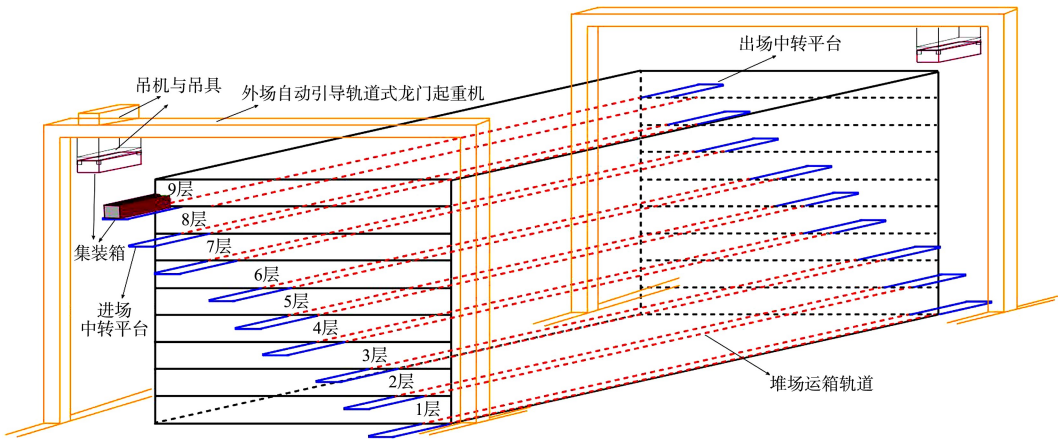 出场中转平台
吊机与吊具
外场自动引导轨道式龙门起重机
9层
8层
集装箱
7层
6层
进场
中转平台
5层
4层
3层
2层
堆场运箱轨道
1层